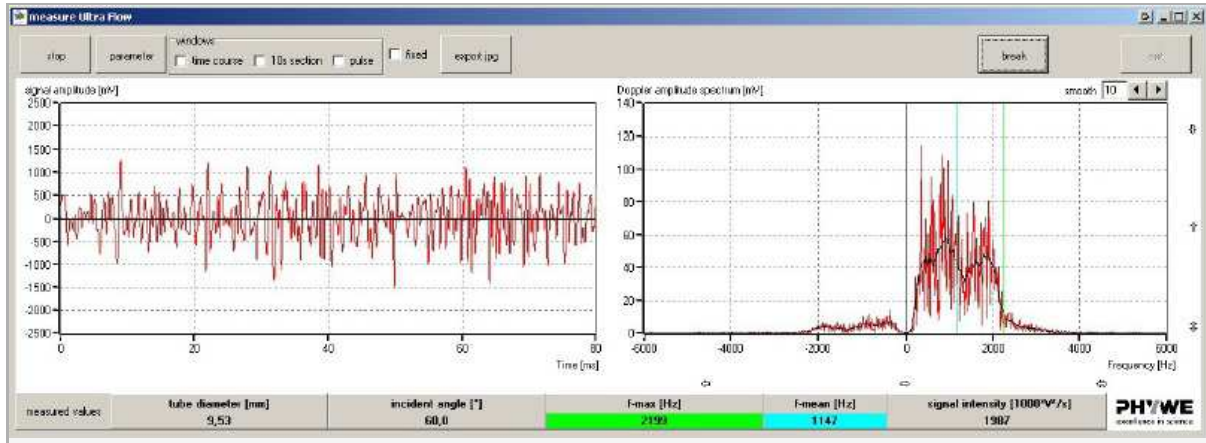 measure Ultra Flow
stop
parameter
windows
time course
10s section
pulse
fixed
export jpg
break
signal amplitude [mV]
2500
2000
1500
1000
500
0
-500
-1000
-1500
-2000
-2500
0
20
40
60
80
Time [ms]
Doppler amplitude spectrum [mV]
smooth 10
140
120
100
80
60
40
20
0
-6000
-4000
-2000
0
2000
4000
6000
Frequency [Hz]
measured values
tube diameter [mm]
9,53
incident angle [°]
60,0
f-max [Hz]
2199
f-mean [Hz]
1147
signal intensity [1000*V²/s]
1987
PHYWE
excellence in science